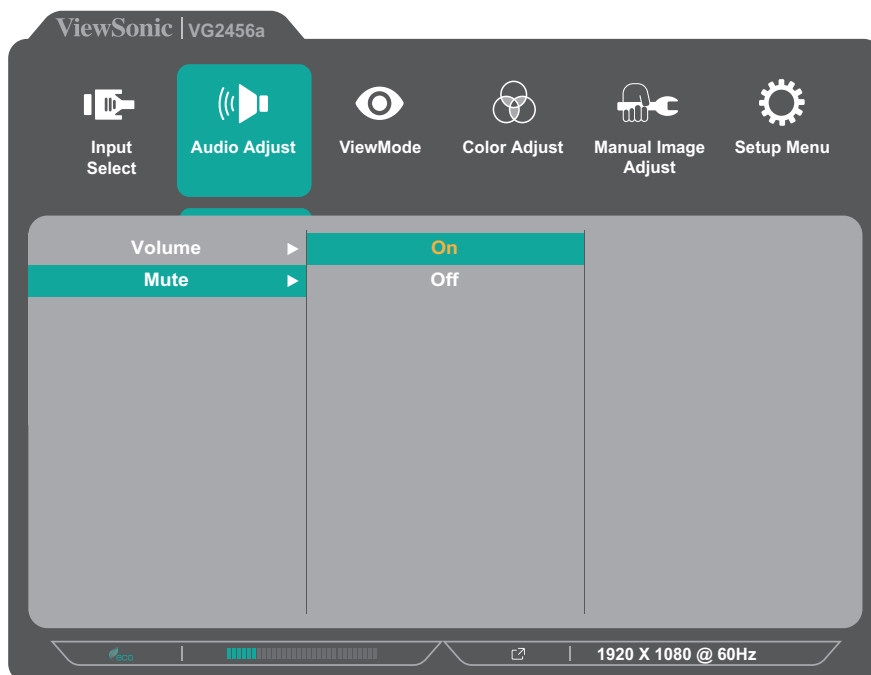 ViewSonic | VG2456a
Input
Select
Audio Adjust
ViewMode
Color Adjust
Manual Image
Adjust
Setup Menu
Volume
On
Mute
Off
eco
1920 X 1080 @ 60Hz